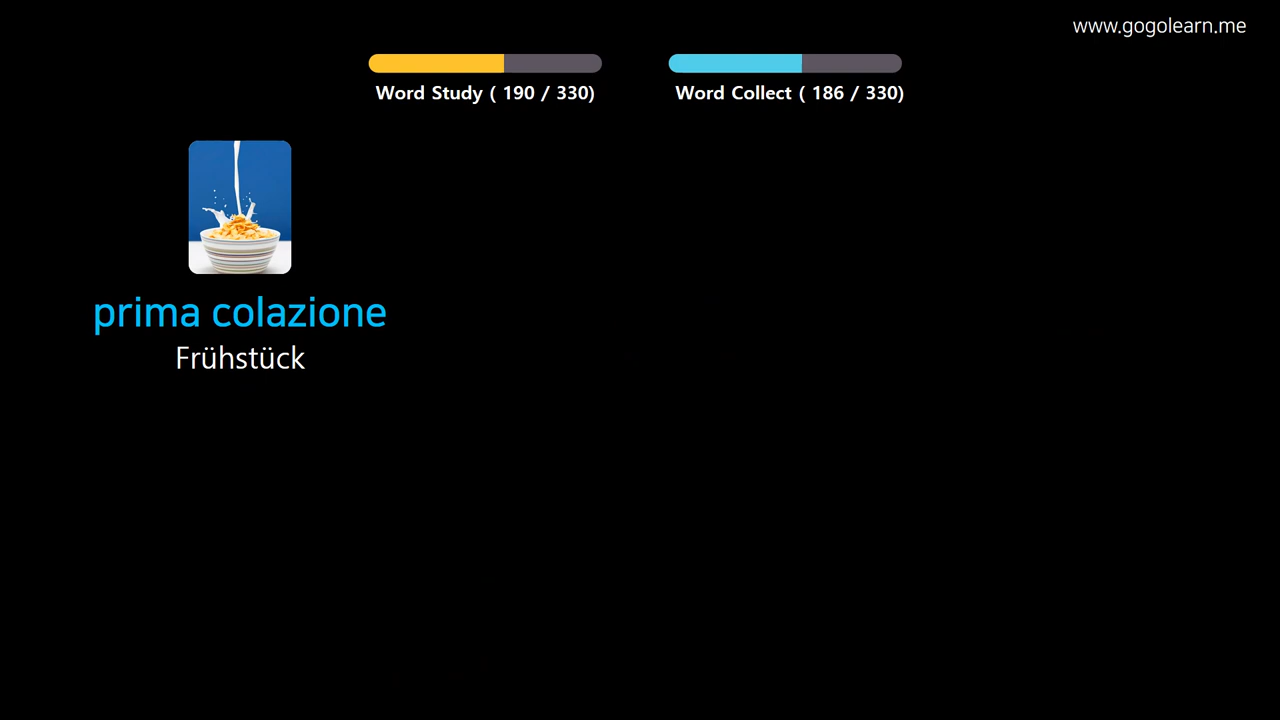 www.gogolearn.me
Word Study ( 190 / 330)
Word Collect ( 186 / 330)
prima colazione
Frühstück